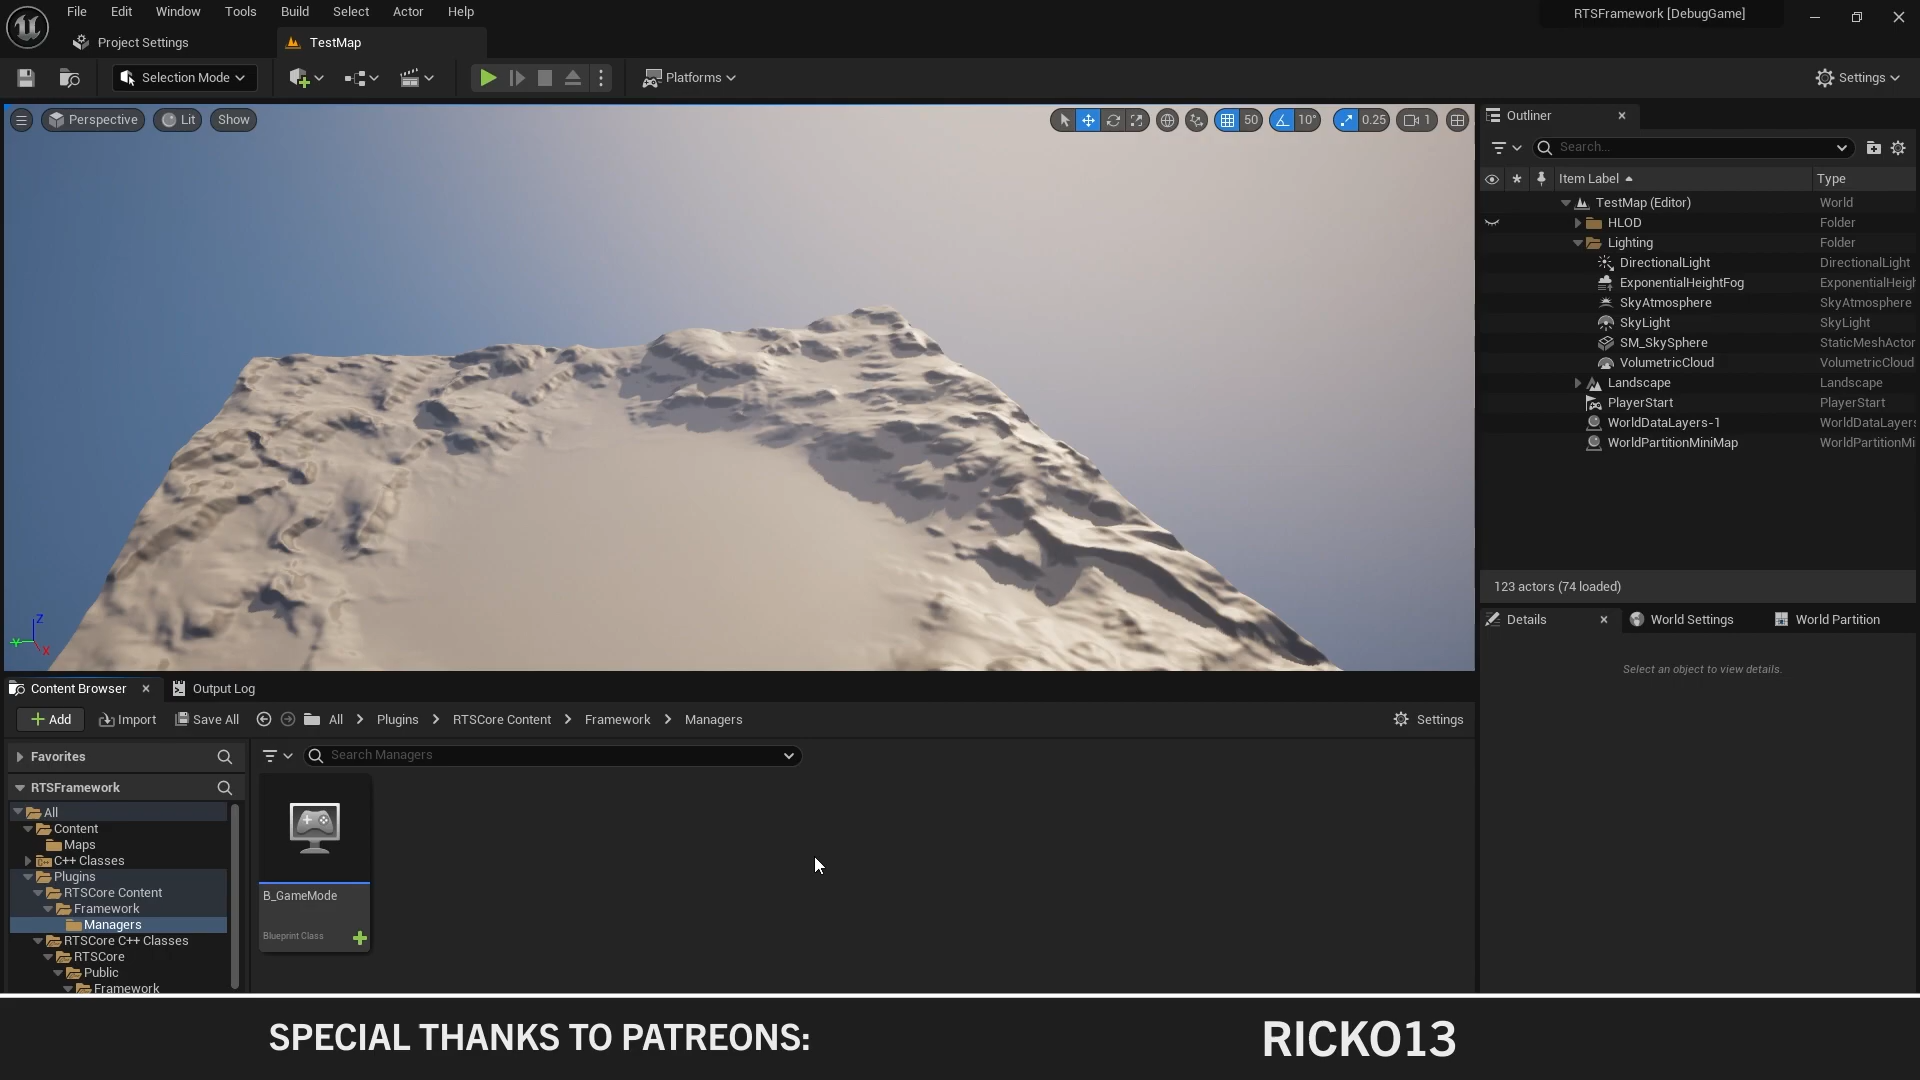 File Edit Window Tools Build Select Actor Help
RTSFramework [DebugGame]
Project Settings
TestMap
Selection Mode
Platforms
Settings
Perspective
Lit
Show
50
10°
0.25
1
Outliner
Search...
Item Label
Type
TestMap (Editor) World
HLOD Folder
Lighting Folder
DirectionalLight DirectionalLight
ExponentialHeightFog ExponentialHeigh
SkyAtmosphere SkyAtmosphere
SkyLight SkyLight
SM_SkySphere StaticMeshActor
VolumetricCloud VolumetricCloud
Landscape Landscape
PlayerStart PlayerStart
WorldDataLayers-1 WorldDataLayers
WorldPartitionMiniMap WorldPartitionMi
123 actors (74 loaded)
Details
World Settings
World Partition
Select an object to view details.
Z
Y
X
Content Browser
Output Log
Add
Import
Save All
All
Plugins
RTSCore Content
Framework
Managers
Settings
Favorites
Search Managers
RTSFramework
All
Content
Maps
C++ Classes
Plugins
RTSCore Content
Framework
Managers
RTSCore C++ Classes
RTSCore
Public
Framework
B_GameMode
Blueprint Class
SPECIAL THANKS TO PATREONS:
RICKO13